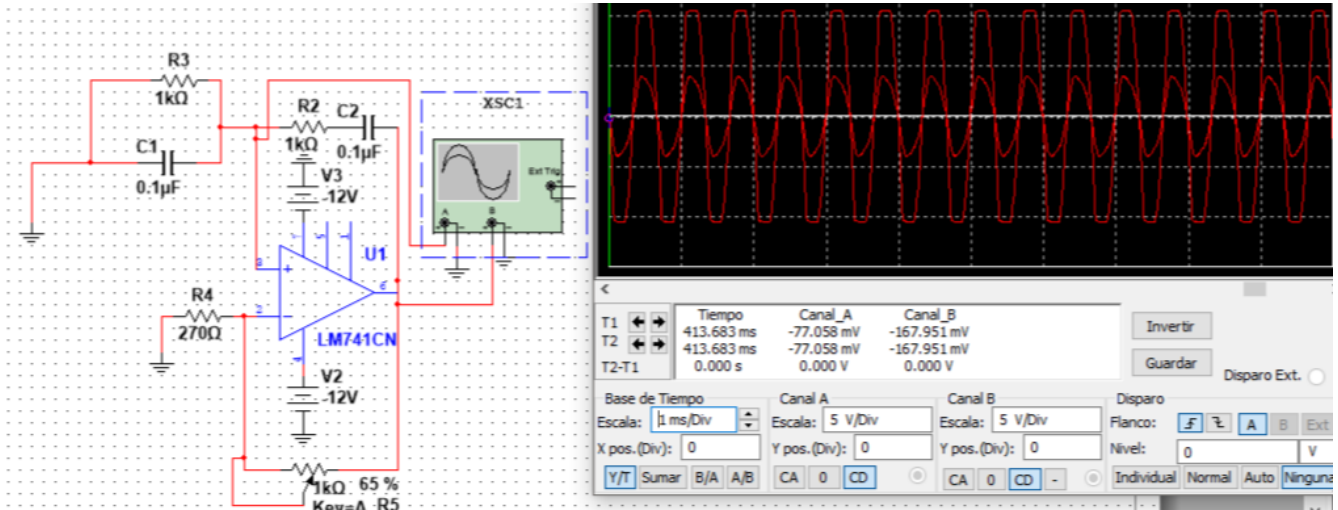 R3
1kΩ
C1
0.1µF
R2
1kΩ
C2
0.1µF
V3
-12V
XSC1
Ext Trig
A
B
7
5
1
U1
3
+
6
R4
270Ω
2
−
LM741CN
4
V2
-12V
1kΩ 65 %
Key=A R5
T1
T2
T2-T1
Tiempo Canal_A Canal_B
413.683 ms -77.058 mV -167.951 mV
413.683 ms -77.058 mV -167.951 mV
0.000 s 0.000 V 0.000 V
Invertir
Guardar
Disparo Ext.
Base de Tiempo
Escala: 1 ms/Div
X pos.(Div): 0
Y/T Sumar B/A A/B
Canal A
Escala: 5 V/Div
Y pos.(Div): 0
CA 0 CD
Canal B
Escala: 5 V/Div
Y pos.(Div): 0
CA 0 CD -
Disparo
Flanco: A B Ext
Nivel: 0 V
Individual Normal Auto Ninguna